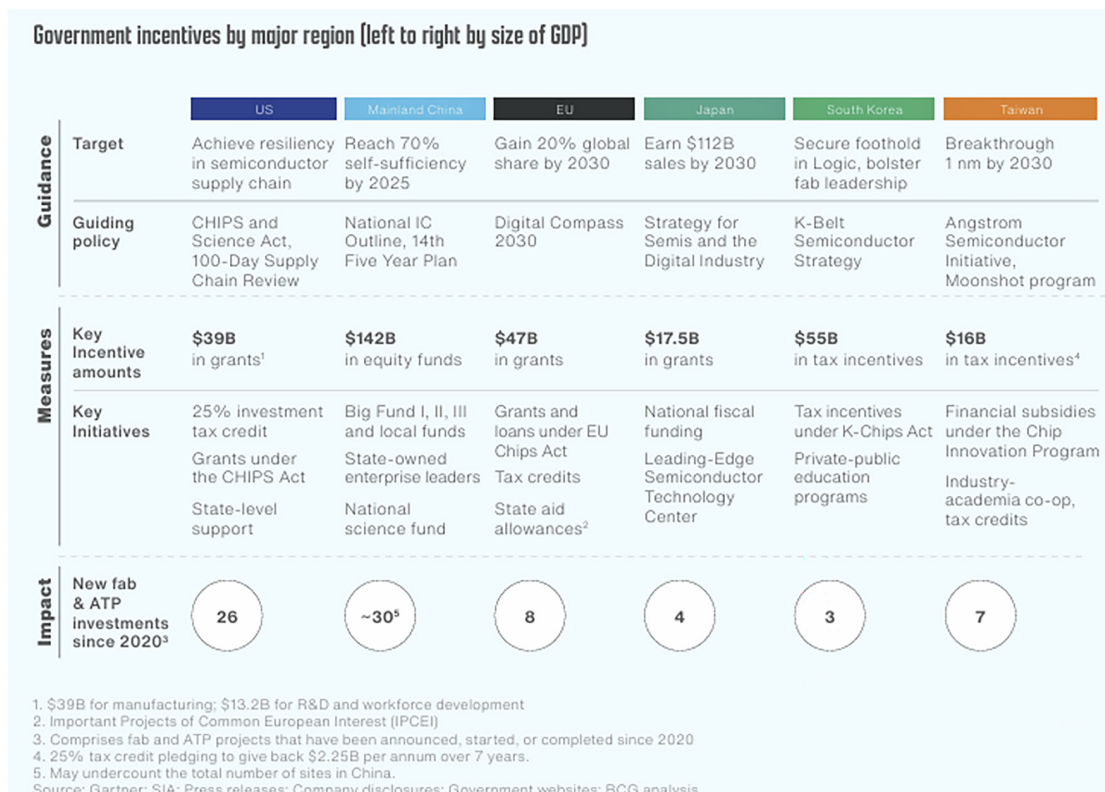 Government incentives by major region (left to right by size of GDP)
US
Mainland China
EU
Japan
South Korea
Taiwan
Guidance
Target
Achieve resiliency
in semiconductor
supply chain
Reach 70%
self-sufficiency
by 2025
Gain 20% global
share by 2030
Earn $112B
sales by 2030
Secure foothold
in Logic, bolster
fab leadership
Breakthrough
1 nm by 2030
Guiding
policy
CHIPS and
Science Act,
100-Day Supply
Chain Review
National IC
Outline, 14th
Five Year Plan
Digital Compass
2030
Strategy for
Semis and the
Digital Industry
K-Belt
Semiconductor
Strategy
Angstrom
Semiconductor
Initiative,
Moonshot program
Measures
Key
Incentive
amounts
$39B
in grants¹
$142B
in equity funds
$47B
in grants
$17.5B
in grants
$55B
in tax incentives
$16B
in tax incentives⁴
Key
Initiatives
25% investment
tax credit
Grants under
the CHIPS Act
State-level
support
Big Fund I, II, III
and local funds
State-owned
enterprise leaders
National
science fund
Grants and
loans under EU
Chips Act
Tax credits
State aid
allowances²
National fiscal
funding
Leading-Edge
Semiconductor
Technology
Center
Tax incentives
under K-Chips Act
Private-public
education
programs
Financial subsidies
under the Chip
Innovation Program
Industry-
academia co-op,
tax credits
Impact
New fab
& ATP
investments
since 2020³
26
~30⁵
8
4
3
7
1. $39B for manufacturing; $13.2B for R&D and workforce development
2. Important Projects of Common European Interest (IPCEI)
3. Comprises fab and ATP projects that have been announced, started, or completed since 2020
4. 25% tax credit pledging to give back $2.25B per annum over 7 years.
5. May undercount the total number of sites in China.
Source: Gartner; SIA; Press releases; Company disclosures; Government websites; BCG analysis